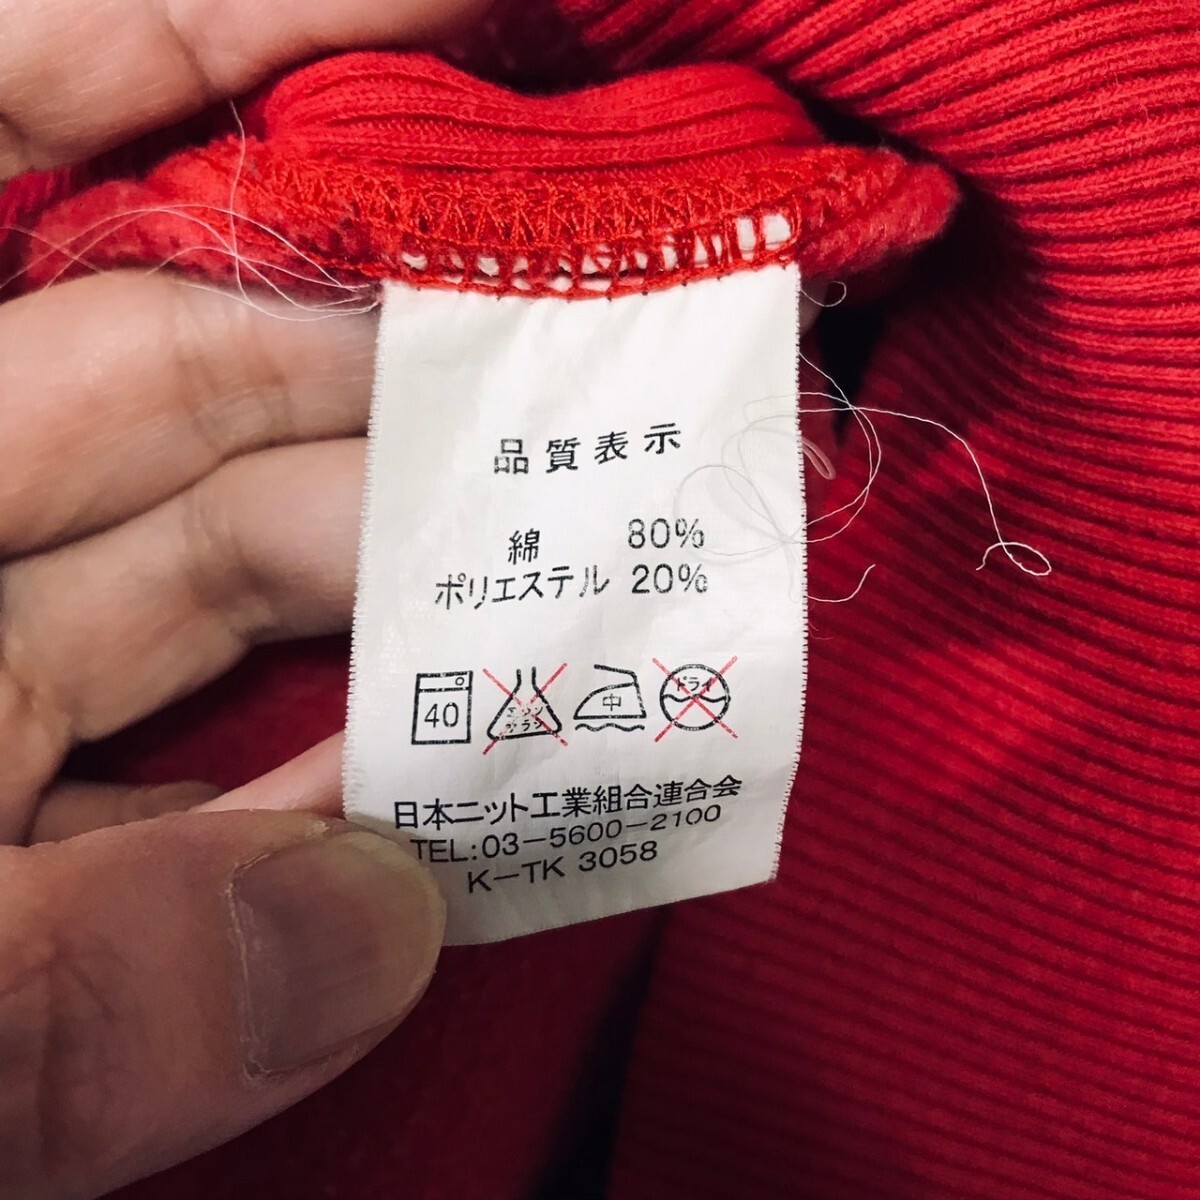 品質表示
綿 80%
ポリエステル 20%
40 エンソ サラシ 中 ドライ
日本ニット工業組合連合会
TEL:03-5600-2100
K-TK 3058